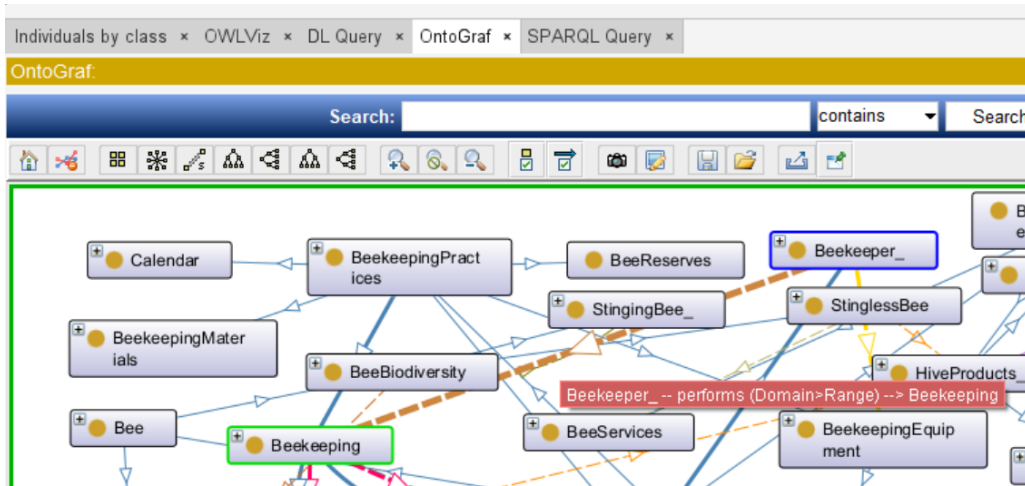 Individuals by class × OWLViz × DL Query × OntoGraf × SPARQL Query ×
OntoGraf:
Search: contains Search
B
e
Calendar
BeekeepingPract
ices
BeeReserves
Beekeeper_
StingingBee_
StinglessBee
BeekeepingMater
ials
BeeBiodiversity
HiveProducts_
Beekeeper_ -- performs (Domain>Range) --> Beekeeping
Bee
Beekeeping
BeeServices
BeekeepingEquip
ment